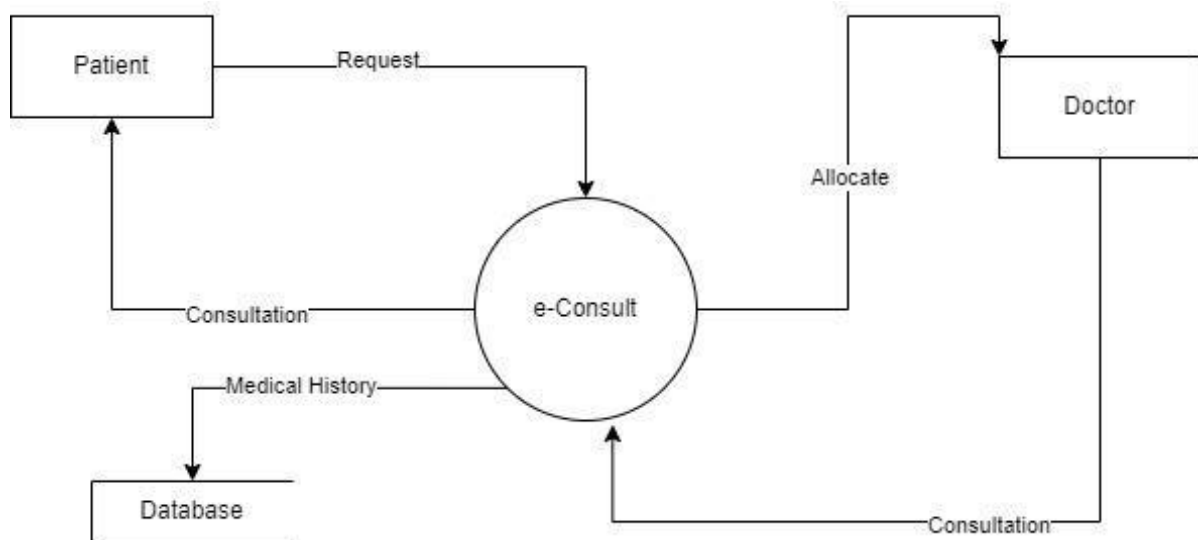 Patient
Request
Doctor
Allocate
e-Consult
Consultation
Medical History
Database
Consultation